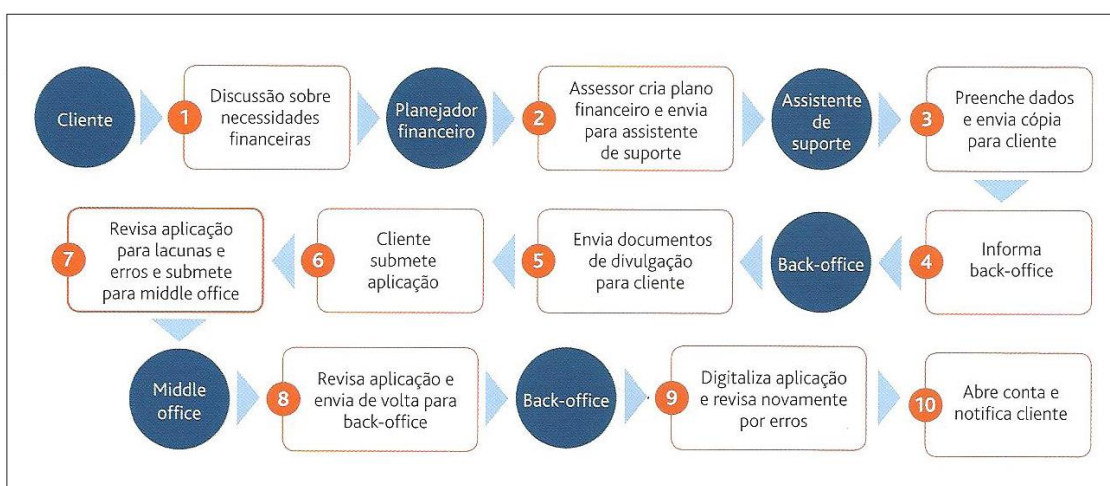 Cliente
1
Discussão sobre
necessidades
financeiras
Planejador
financeiro
2
Assessor cria plano
financeiro e envia
para assistente
de suporte
Assistente
de
suporte
3
Preenche dados
e envia cópia
para cliente
4
Informa
back-office
Back-office
5
Envia documentos
de divulgação
para cliente
6
Cliente
submete
aplicação
7
Revisa aplicação
para lacunas e
erros e submete
para middle office
Middle
office
8
Revisa aplicação e
envia de volta para
back-office
Back-office
9
Digitaliza aplicação
e revisa novamente
por erros
10
Abre conta e
notifica cliente